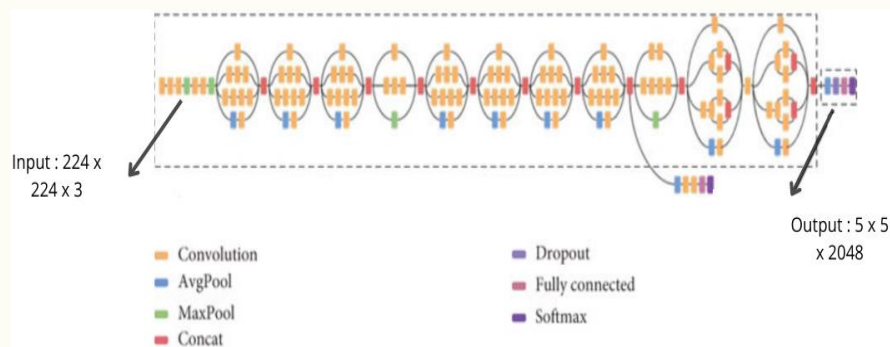 Input : 224 x
224 x 3
Output : 5 x 5
x 2048
Convolution
AvgPool
MaxPool
Concat
Dropout
Fully connected
Softmax